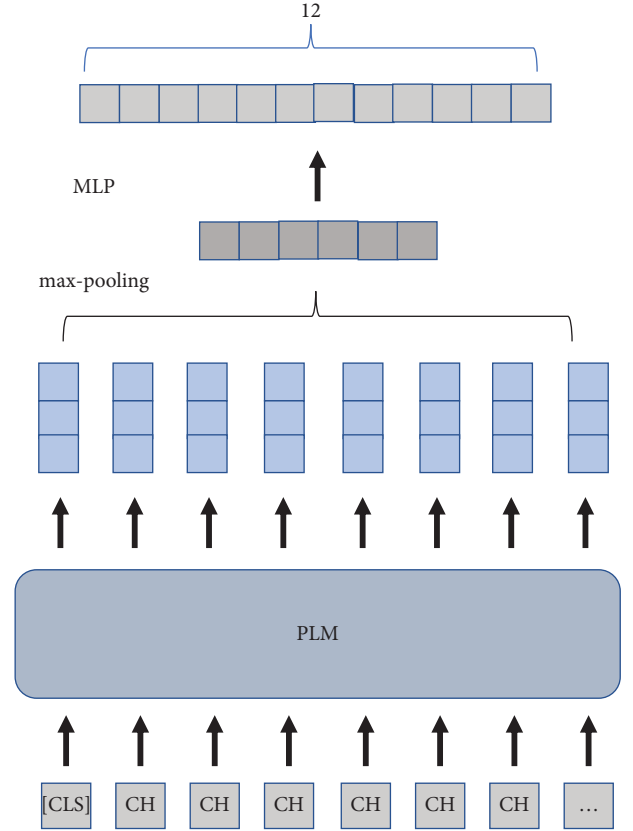 12
MLP
max-pooling
PLM
[CLS] CH CH CH CH CH CH ...